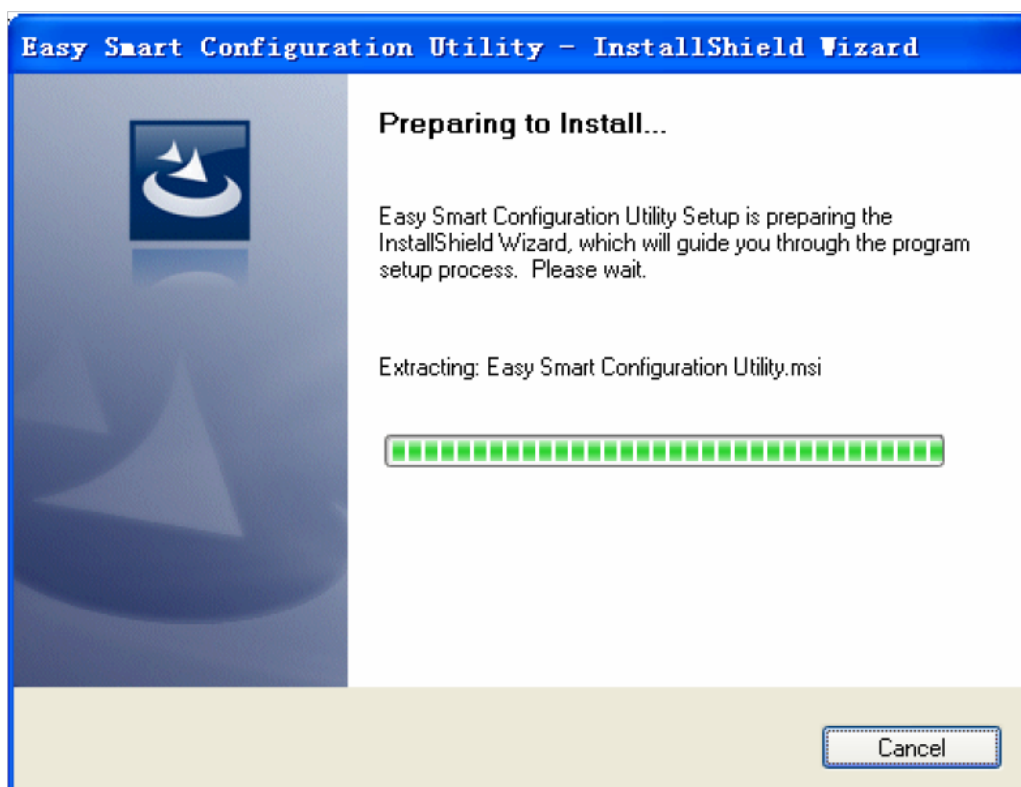 Easy Smart Configuration Utility - InstallShield Wizard
Preparing to Install...
Easy Smart Configuration Utility Setup is preparing the
InstallShield Wizard, which will guide you through the program
setup process.  Please wait.
Extracting: Easy Smart Configuration Utility.msi
Cancel